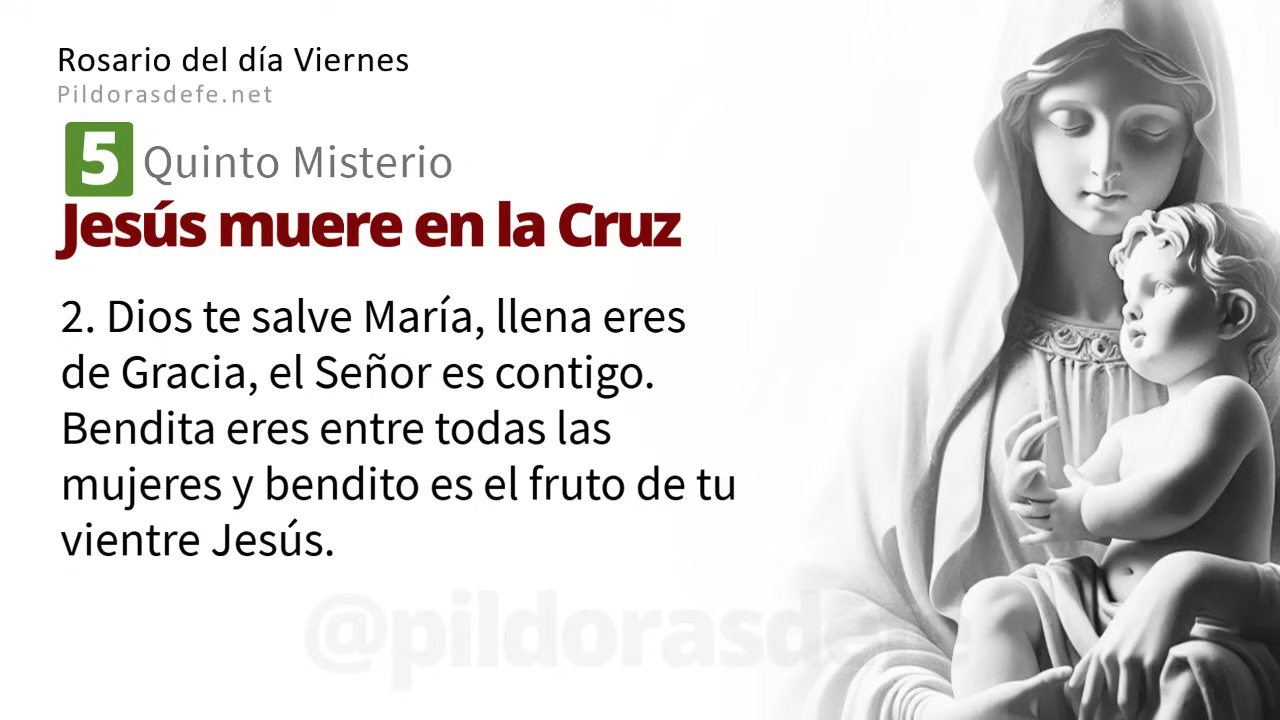 Rosario del día Viernes
Pildorasdefe.net
5 Quinto Misterio
Jesús muere en la Cruz
2. Dios te salve María, llena eres
de Gracia, el Señor es contigo.
Bendita eres entre todas las
mujeres y bendito es el fruto de tu
vientre Jesús.
@pildorasdefe